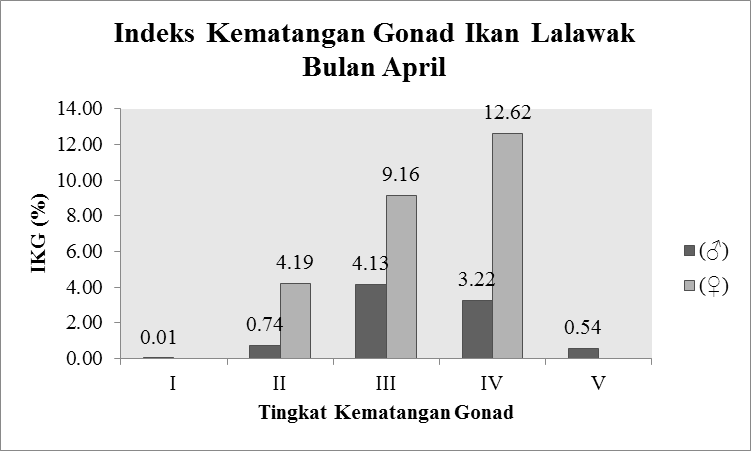 Indeks Kematangan Gonad Ikan Lalawak
Bulan April
IKG (%)
14.00
12.00
10.00
8.00
6.00
4.00
2.00
0.00
0.01
0.74
4.19
4.13
9.16
3.22
12.62
0.54
I
II
III
IV
V
Tingkat Kematangan Gonad
(♂)
(♀)